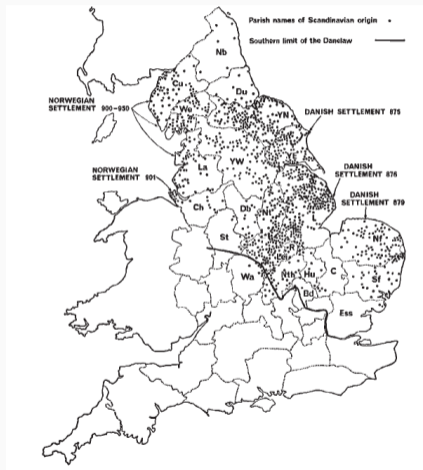 Parish names of Scandinavian origin •
Southern limit of the Danelaw
Nb
Cu
Du
NORWEGIAN
SETTLEMENT 900-950
We
YN
DANISH SETTLEMENT 875
La
YW
NORWEGIAN
SETTLEMENT 901
DANISH
SETTLEMENT 876
DANISH
SETTLEMENT 879
Ch
Db
L
St
Nf
Wa
Hu
C
Sf
Bd
Ess